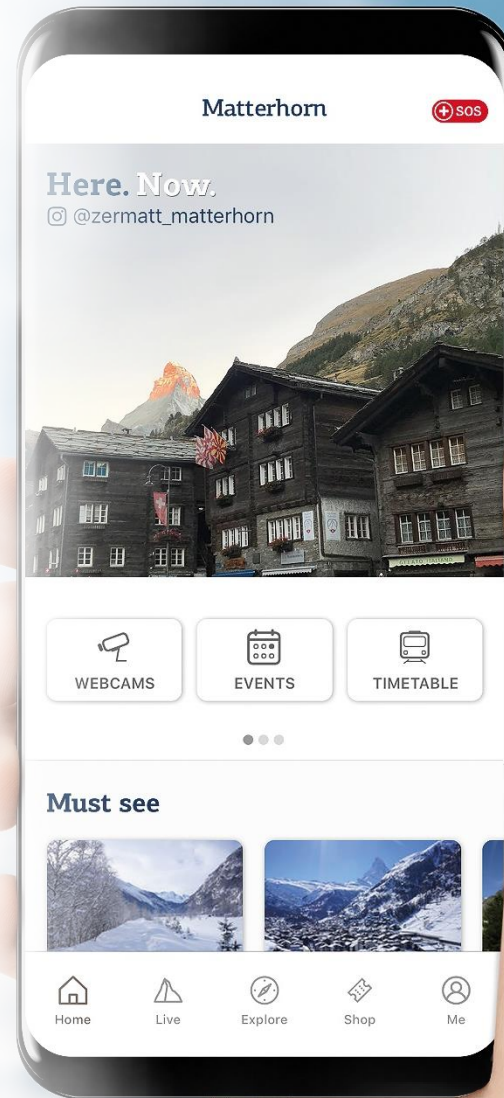 Matterhorn
SOS
Here. Now.
@zermatt_matterhorn
WEBCAMS
EVENTS
TIMETABLE
Must see
Home
Live
Explore
Shop
Me